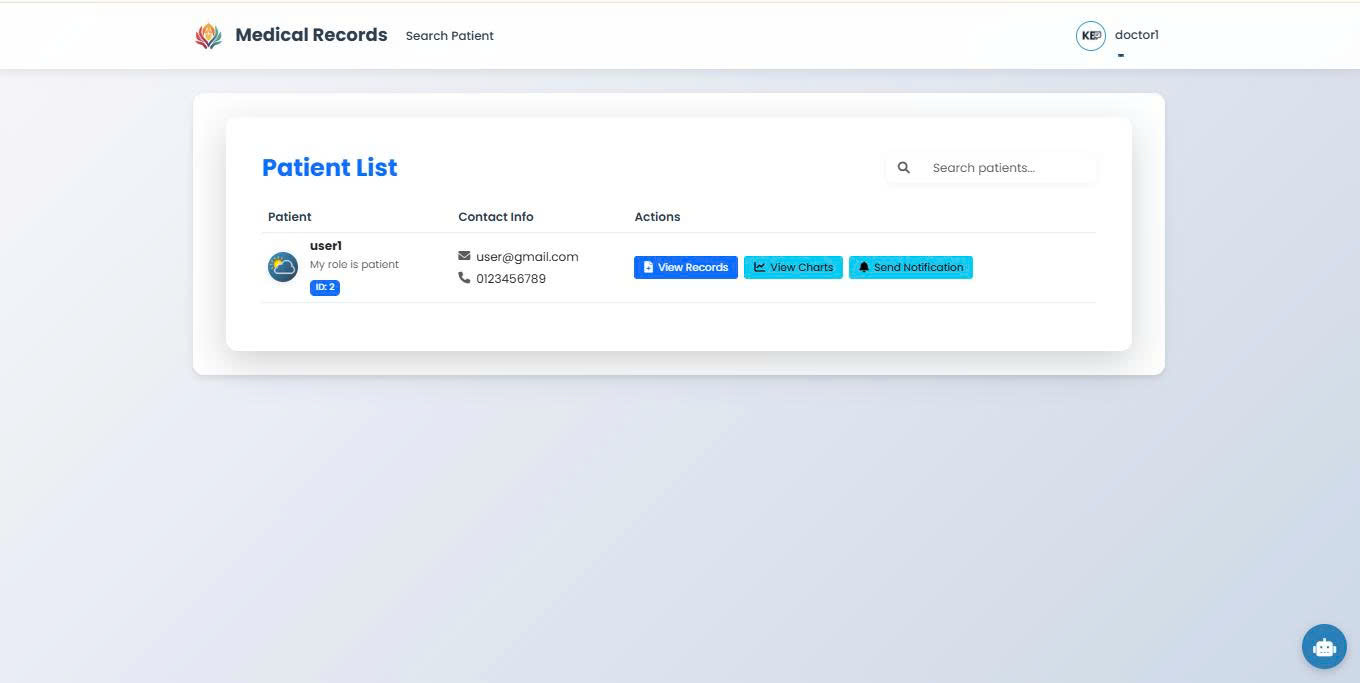 Medical Records
Search Patient
doctor1
Patient List
Search patients...
Patient
Contact Info
Actions
user1
My role is patient
ID: 2
user@gmail.com
0123456789
View Records
View Charts
Send Notification